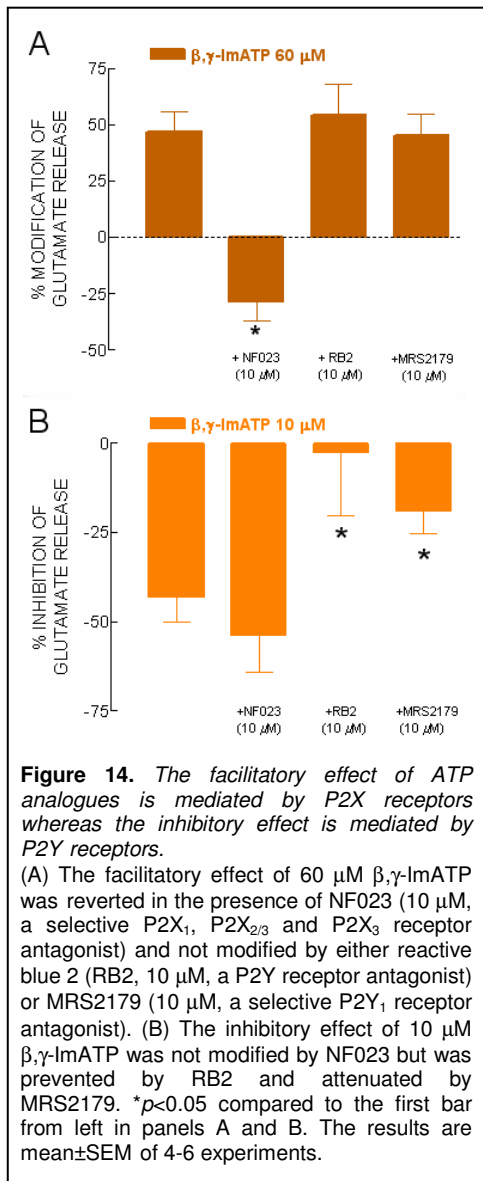 A
β,γ-ImATP 60 μM
% MODIFICATION OF
GLUTAMATE RELEASE
75
50
25
0
-25
-50
*
+ NF023
(10 μM)
+ RB2
(10 μM)
+MRS2179
(10 μM)
B
β,γ-ImATP 10 μM
% INHIBITION OF
GLUTAMATE RELEASE
0
-25
-50
-75
*
*
+NF023
(10 μM)
+RB2
(10 μM)
+MRS2179
(10 μM)
Figure 14. The facilitatory effect of ATP
analogues is mediated by P2X receptors
whereas the inhibitory effect is mediated by
P2Y receptors.
(A) The facilitatory effect of 60 μM β,γ-ImATP
was reverted in the presence of NF023 (10 μM,
a selective P2X₁, P2X₂/₃ and P2X₃ receptor
antagonist) and not modified by either reactive
blue 2 (RB2, 10 μM, a P2Y receptor antagonist)
or MRS2179 (10 μM, a selective P2Y₁ receptor
antagonist). (B) The inhibitory effect of 10 μM
β,γ-ImATP was not modified by NF023 but was
prevented by RB2 and attenuated by
MRS2179. *p<0.05 compared to the first bar
from left in panels A and B. The results are
mean±SEM of 4-6 experiments.